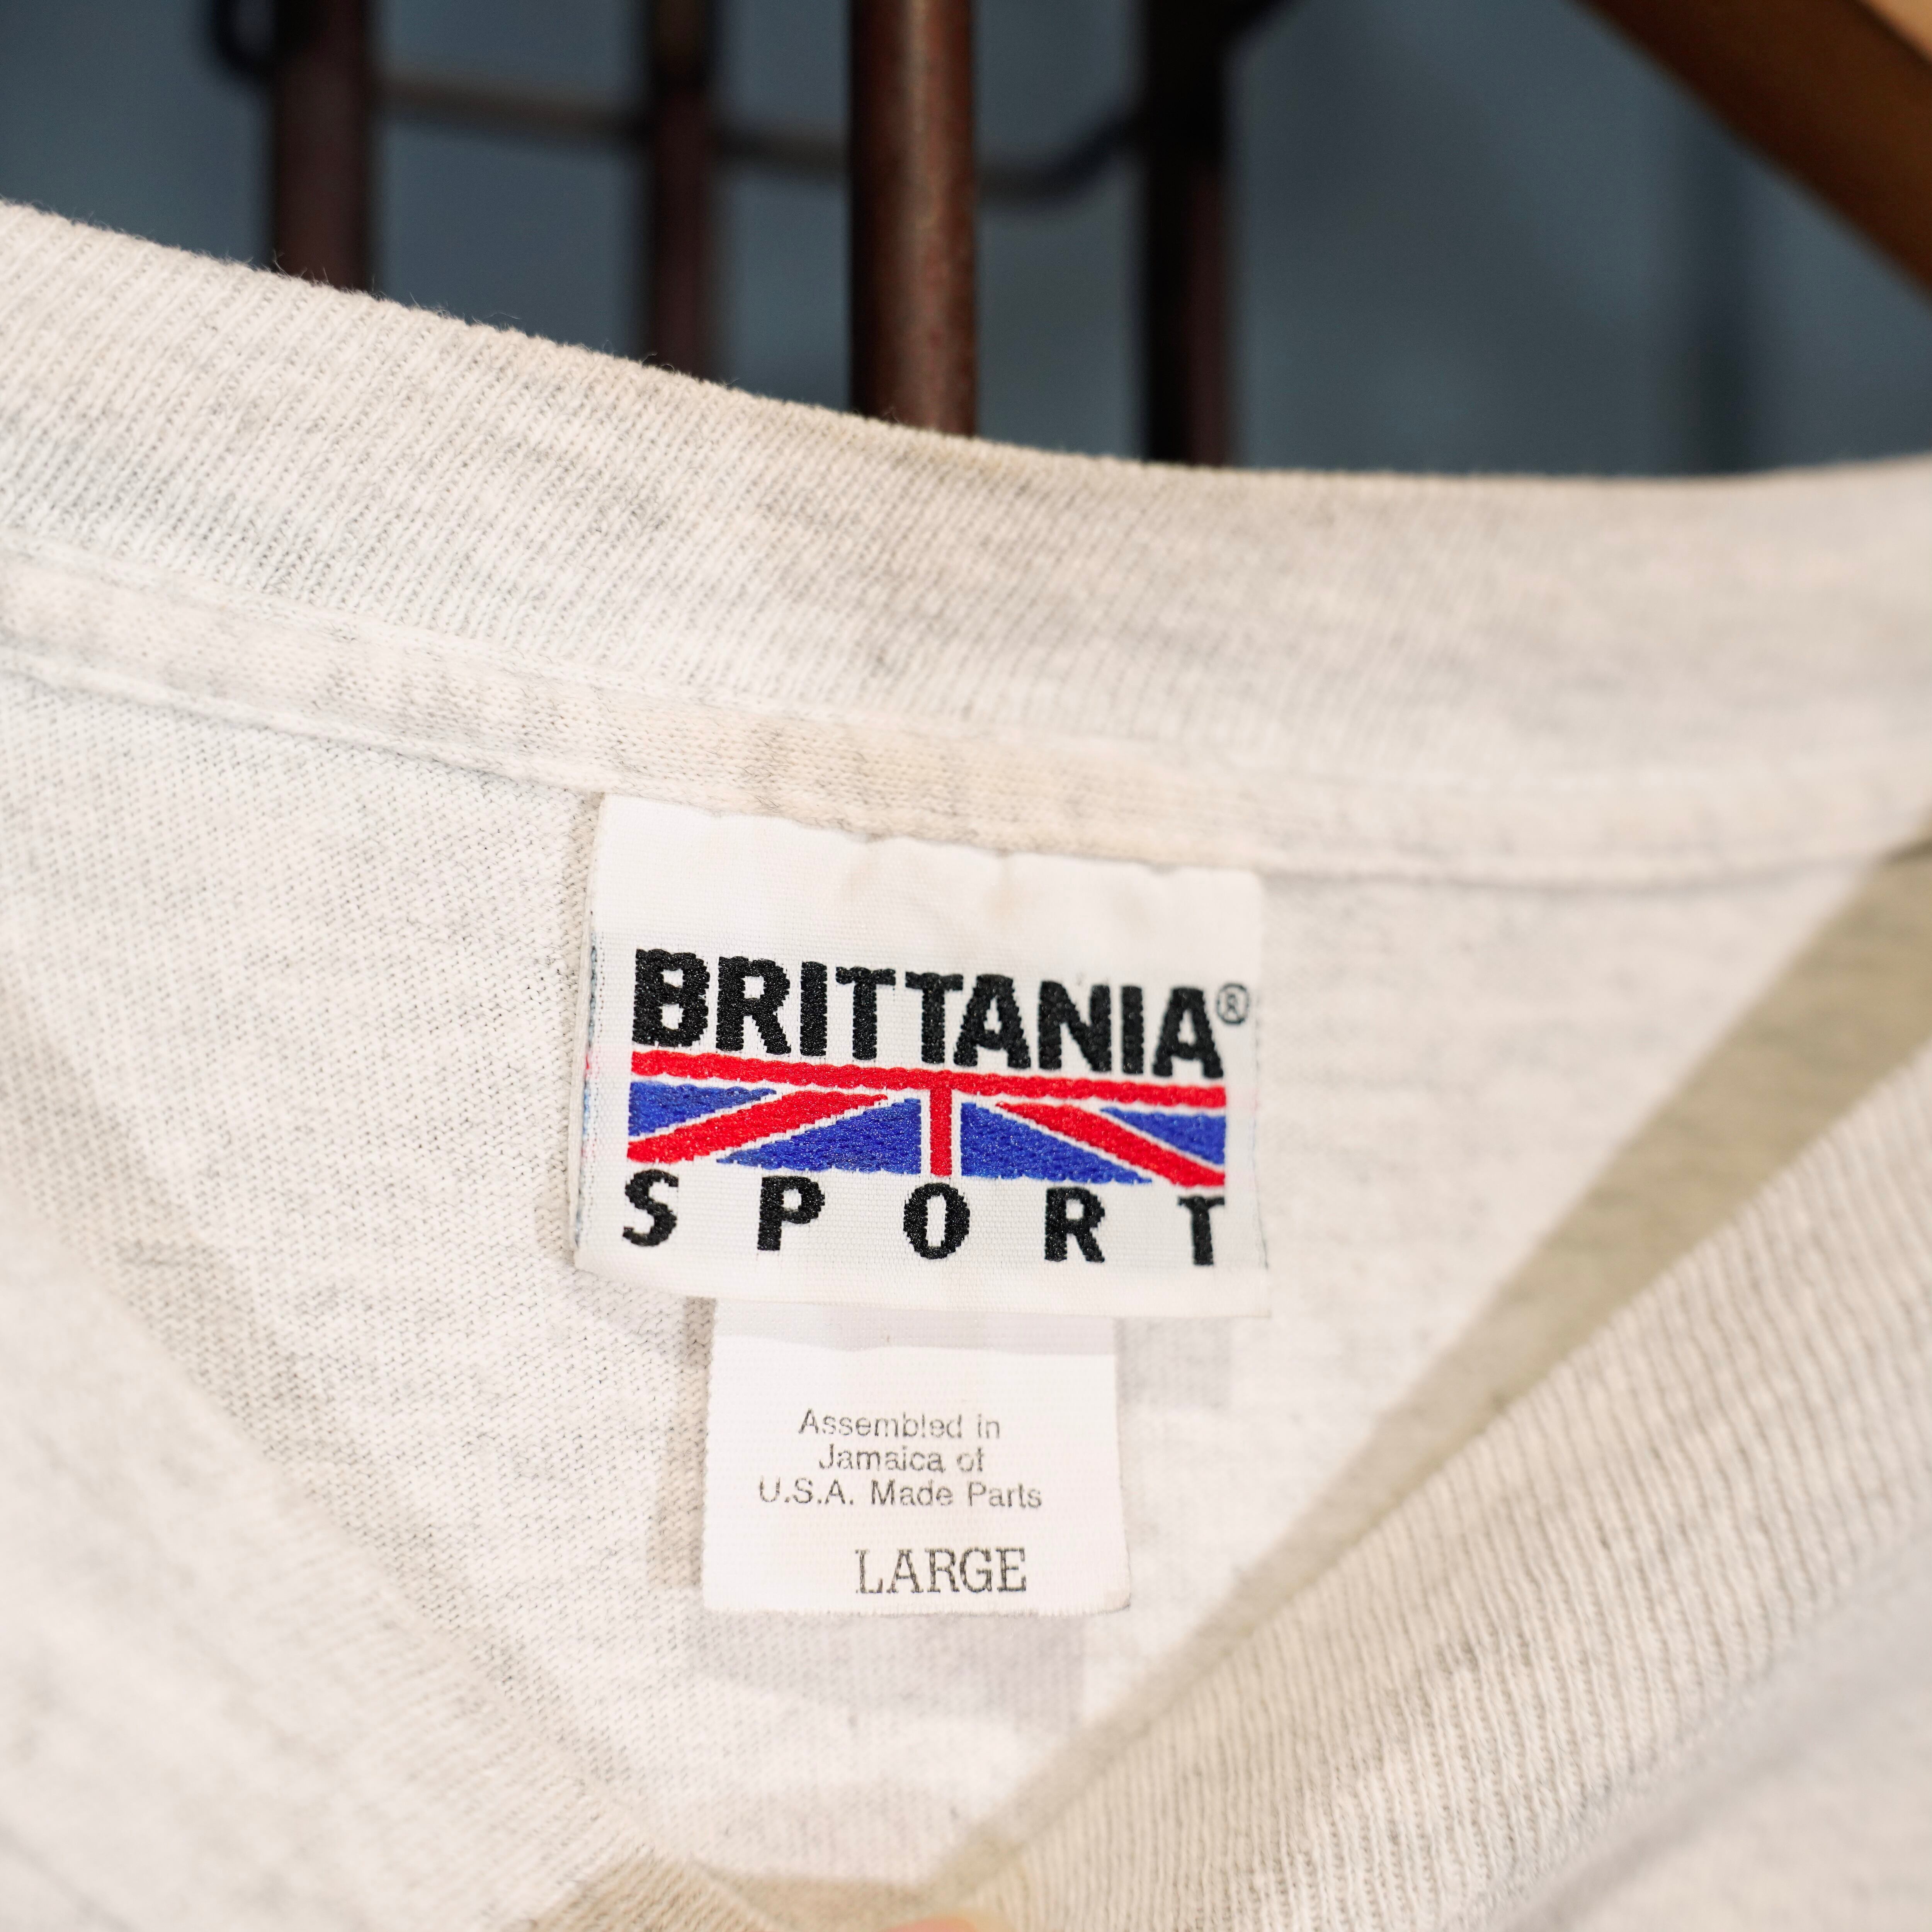 BRITTANIA®
SPORT
Assembled in
Jamaica of
U.S.A. Made Parts
LARGE